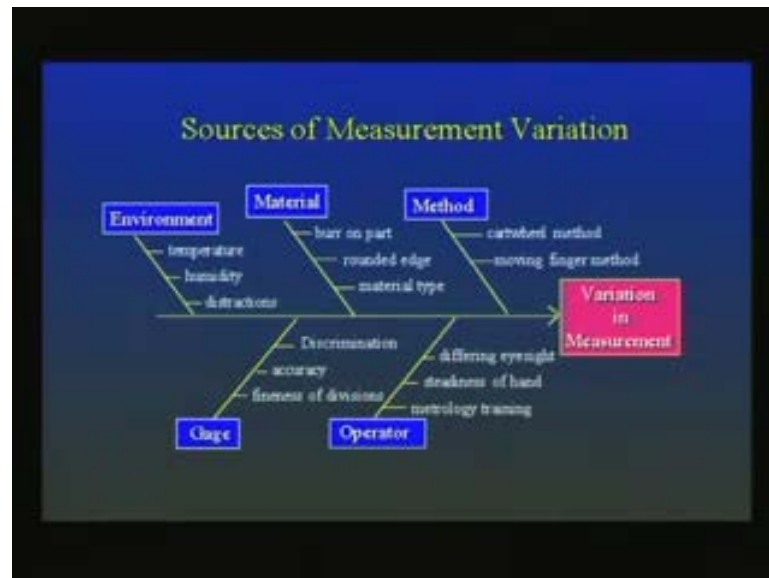 Sources of Measurement Variation
Environment
temperature
humidity
distractions
Material
burr on part
rounded edge
material type
Method
cartwheel method
moving finger method
Variation
in
Measurement
Discrimination
accuracy
fineness of divisions
Gage
differing eyesight
steadiness of hand
metrology training
Operator